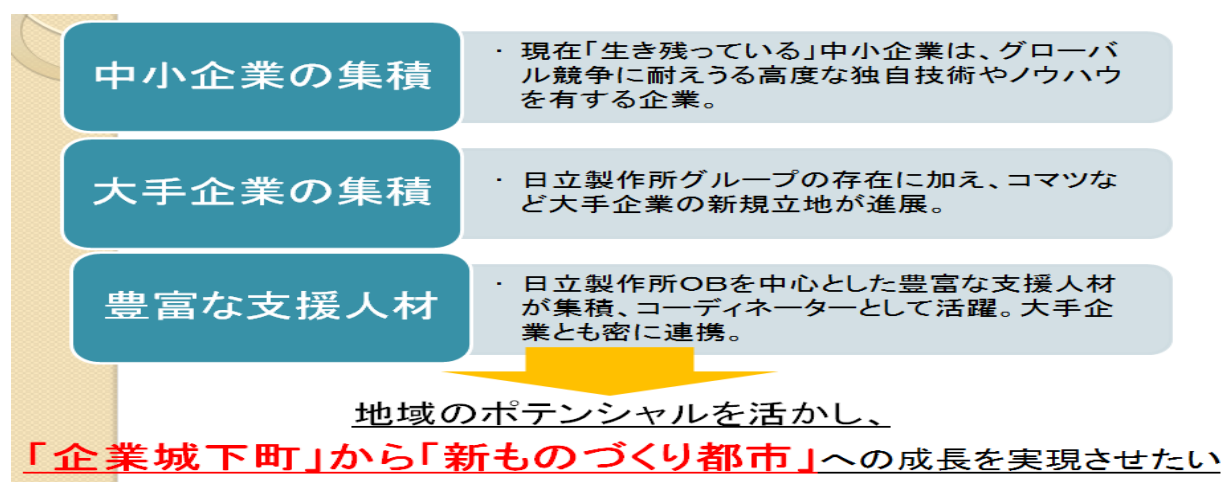 中小企業の集積
・ 現在「生き残っている」中小企業は、グローバ
ル競争に耐えうる高度な独自技術やノウハウ
を有する企業。
大手企業の集積
・ 日立製作所グループの存在に加え、コマツな
ど大手企業の新規立地が進展。
豊富な支援人材
・ 日立製作所OBを中心とした豊富な支援人材
が集積、コーディネーターとして活躍。大手企
業とも密に連携。
地域のポテンシャルを活かし、
「企業城下町」から「新ものづくり都市」への成長を実現させたい